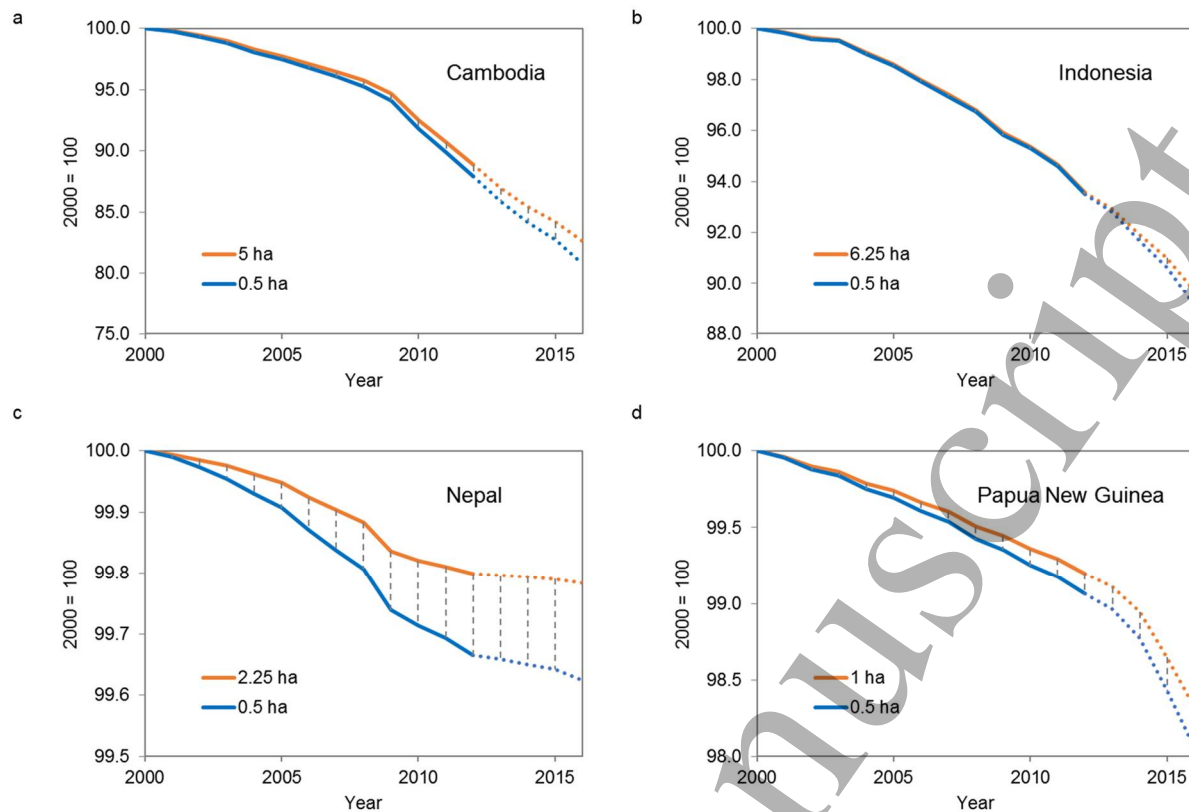 a
100.0
95.0
90.0
85.0
80.0
75.0
2000 = 100
Cambodia
5 ha
0.5 ha
2000 2005 2010 2015
Year
b
100.0
98.0
96.0
94.0
92.0
90.0
88.0
2000 = 100
Indonesia
6.25 ha
0.5 ha
2000 2005 2010 2015
Year
c
100.0
99.9
99.8
99.7
99.6
99.5
2000 = 100
Nepal
2.25 ha
0.5 ha
2000 2005 2010 2015
Year
d
100.0
99.5
99.0
98.5
98.0
2000 = 100
Papua New Guinea
1 ha
0.5 ha
2000 2005 2010 2015
Year
nuscript